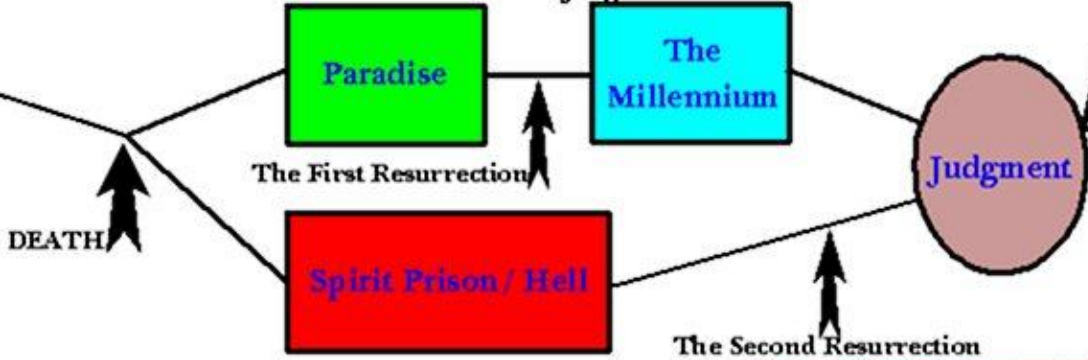 Paradise
The
Millennium
The First Resurrection
Judgment
DEATH
Spirit Prison / Hell
The Second Resurrection